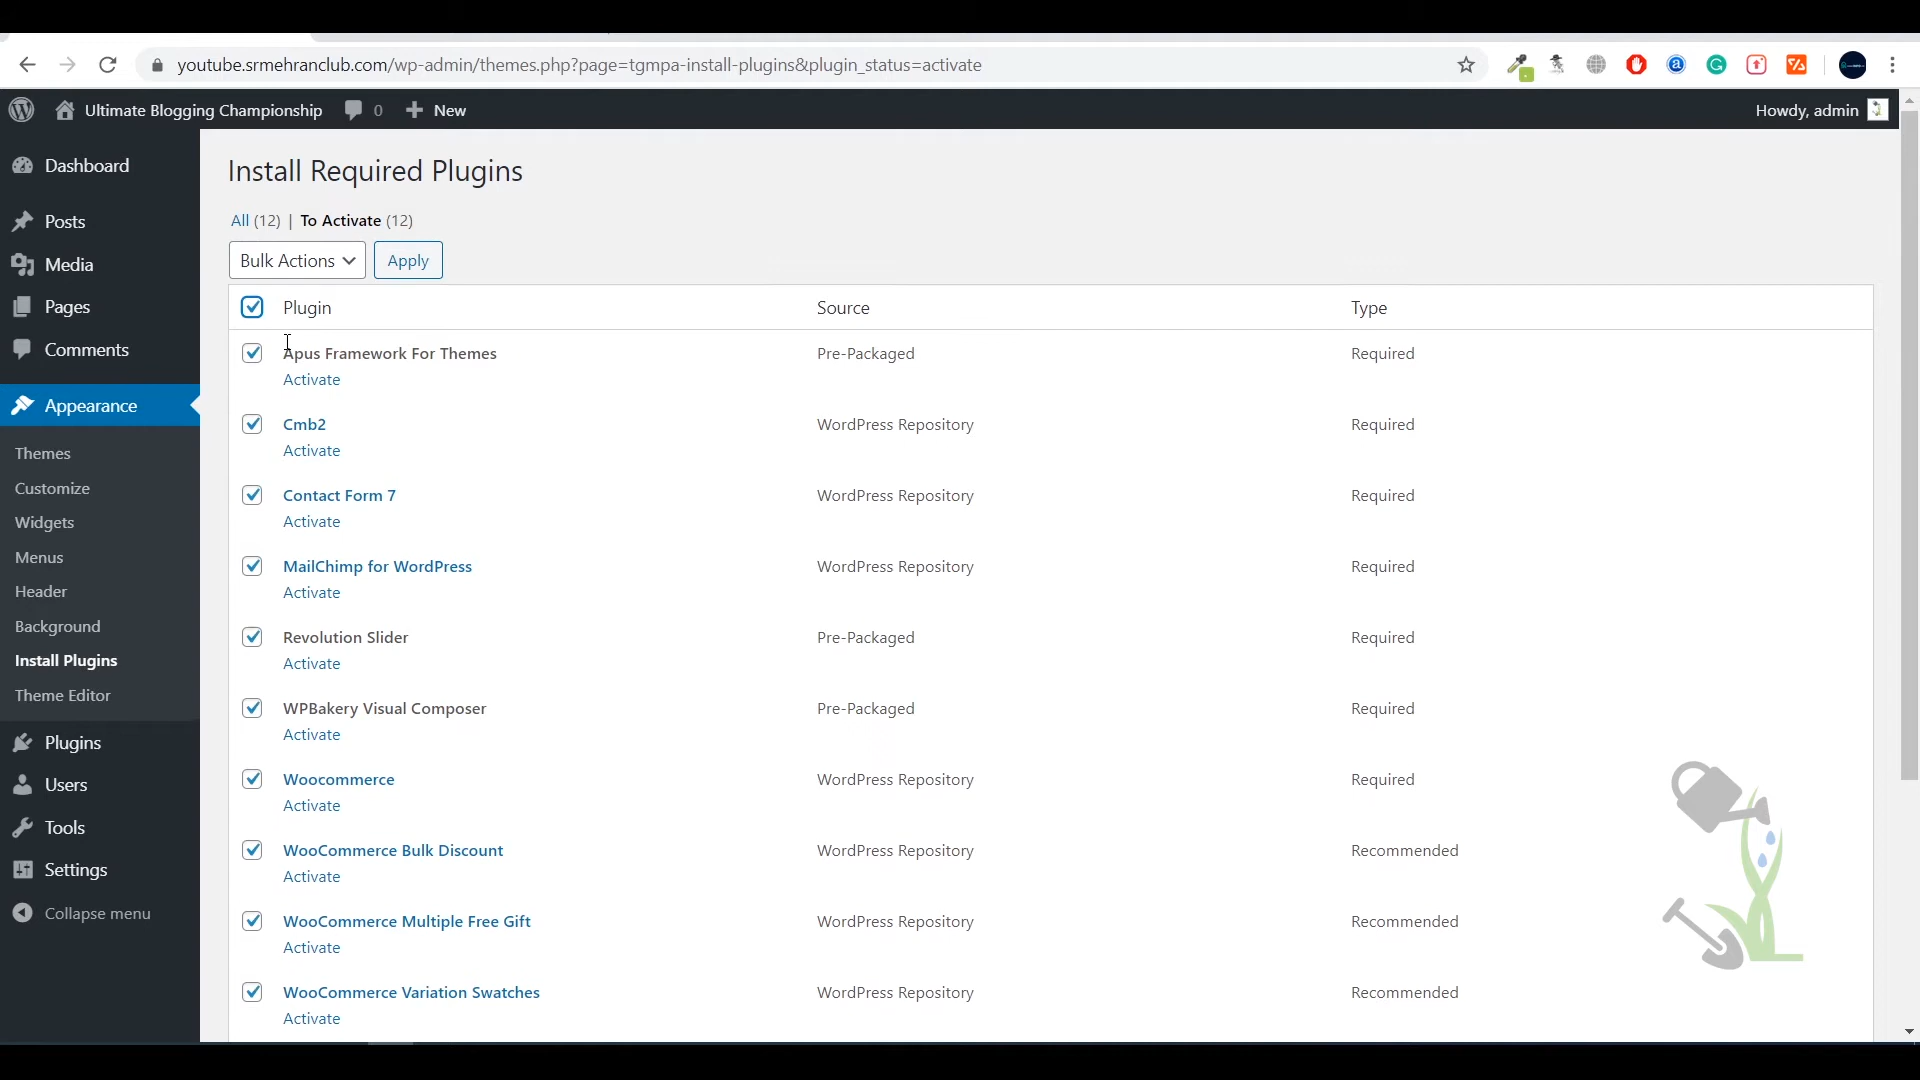 youtube.srmehranclub.com/wp-admin/themes.php?page=tgmpa-install-plugins&plugin_status=activate
Ultimate Blogging Championship 0 New Howdy, admin
Dashboard
Posts
Media
Pages
Comments
Appearance
Themes
Customize
Widgets
Menus
Header
Background
Install Plugins
Theme Editor
Plugins
Users
Tools
Settings
Collapse menu
Install Required Plugins
All (12) | To Activate (12)
Bulk Actions Apply
Plugin Source Type
Apus Framework For Themes Pre-Packaged Required
Activate
Cmb2 WordPress Repository Required
Activate
Contact Form 7 WordPress Repository Required
Activate
MailChimp for WordPress WordPress Repository Required
Activate
Revolution Slider Pre-Packaged Required
Activate
WPBakery Visual Composer Pre-Packaged Required
Activate
Woocommerce WordPress Repository Required
Activate
WooCommerce Bulk Discount WordPress Repository Recommended
Activate
WooCommerce Multiple Free Gift WordPress Repository Recommended
Activate
WooCommerce Variation Swatches WordPress Repository Recommended
Activate